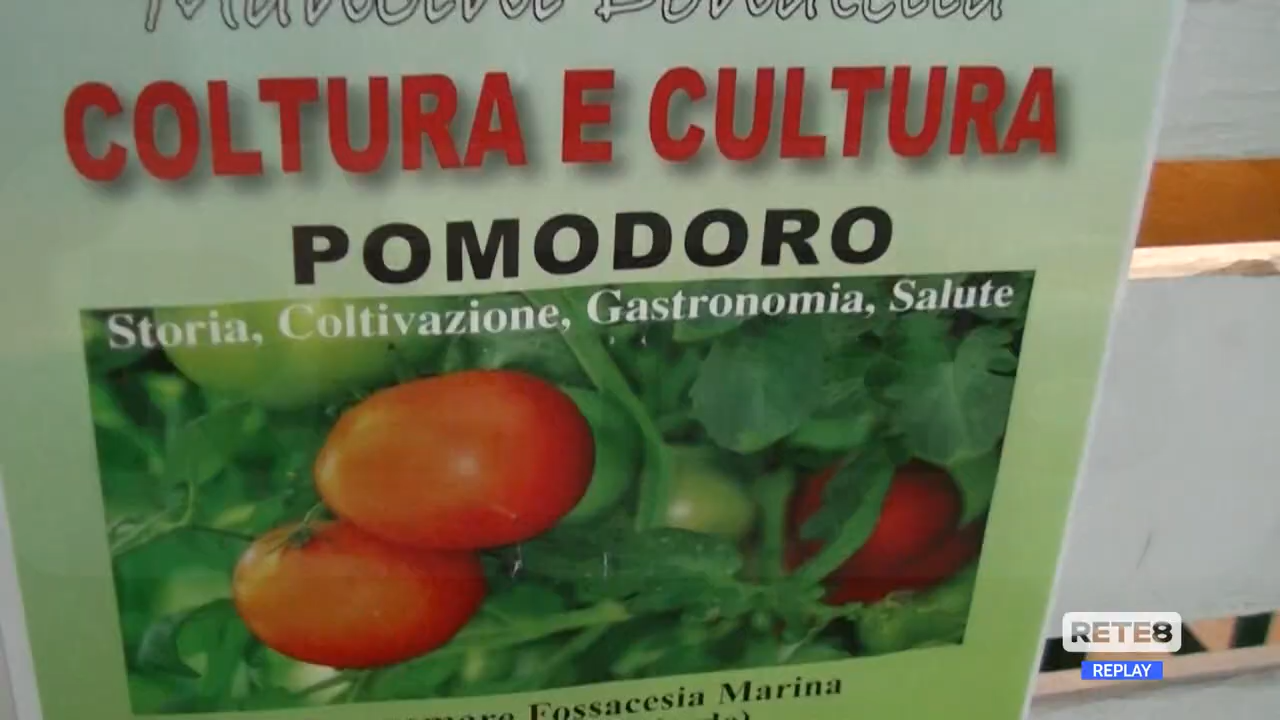 COLTURA E CULTURA
POMODORO
Storia, Coltivazione, Gastronomia, Salute
Fossacesia Marina
RETE8
REPLAY